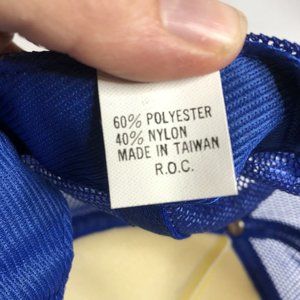 60% POLYESTER
40% NYLON
MADE IN TAIWAN
R.O.C.